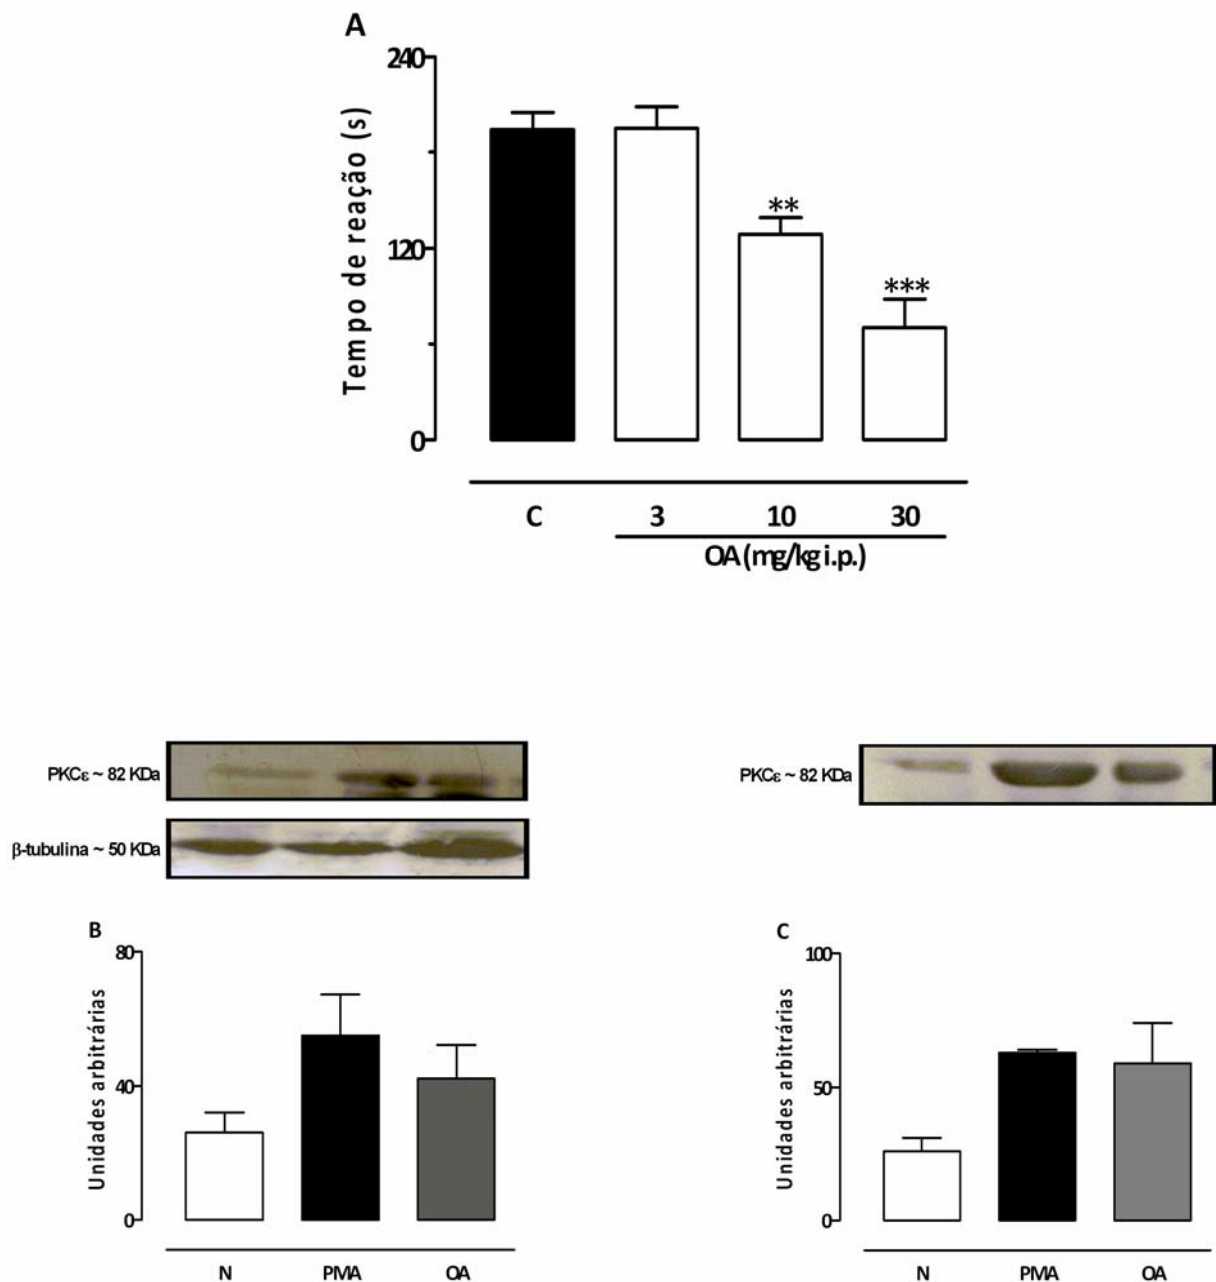 A
240
Tempo de reação (s)
**
120
***
0
C 3 10 30
OA (mg/kg i.p.)
PKCε ~ 82 KDa
β-tubulina ~ 50 KDa
PKCε ~ 82 KDa
B
80
Unidades arbitrárias
40
0
N PMA OA
C
100
Unidades arbitrárias
50
0
N PMA OA